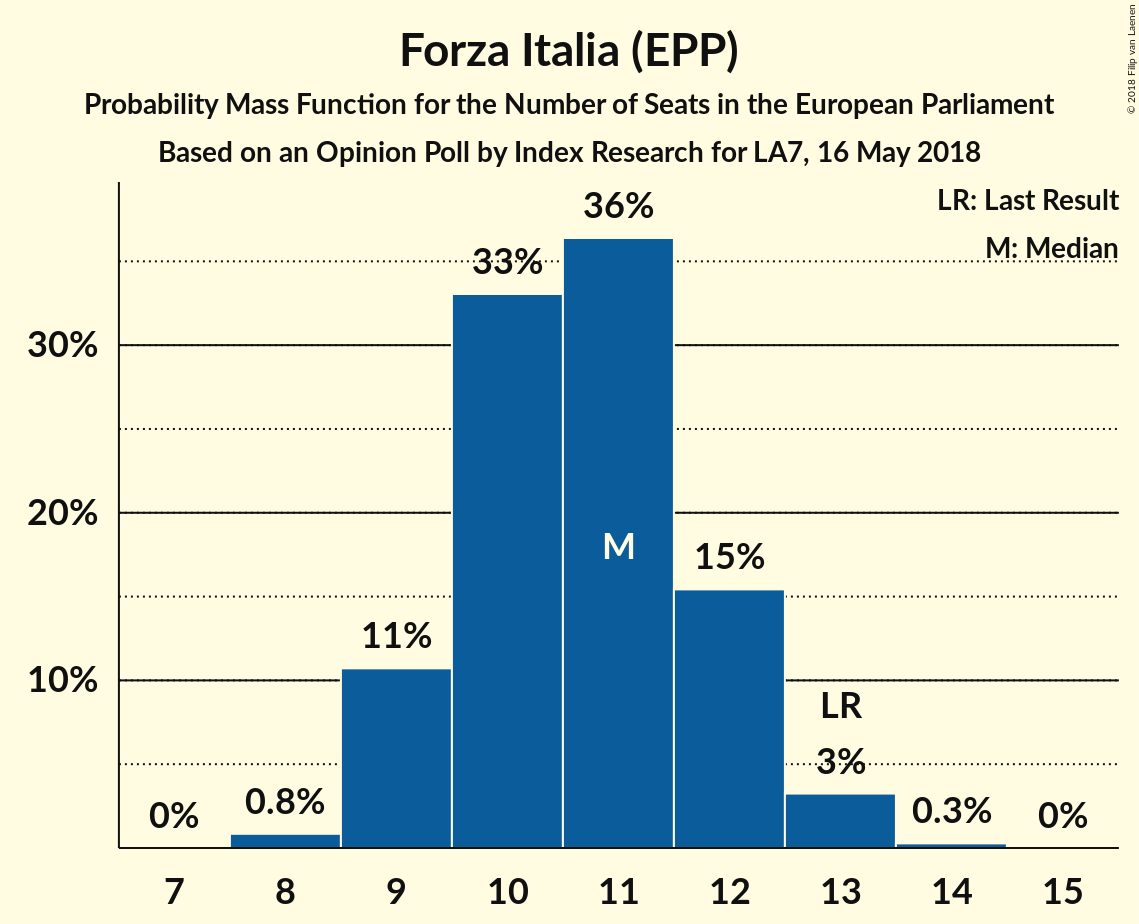 Forza Italia (EPP)
Probability Mass Function for the Number of Seats in the European Parliament
Based on an Opinion Poll by Index Research for LA7, 16 May 2018
© 2018 Filip van Laenen
LR: Last Result
M: Median
30%
20%
10%
0%
0.8%
11%
33%
36%
M
15%
LR
3%
0.3%
0%
7
8
9
10
11
12
13
14
15